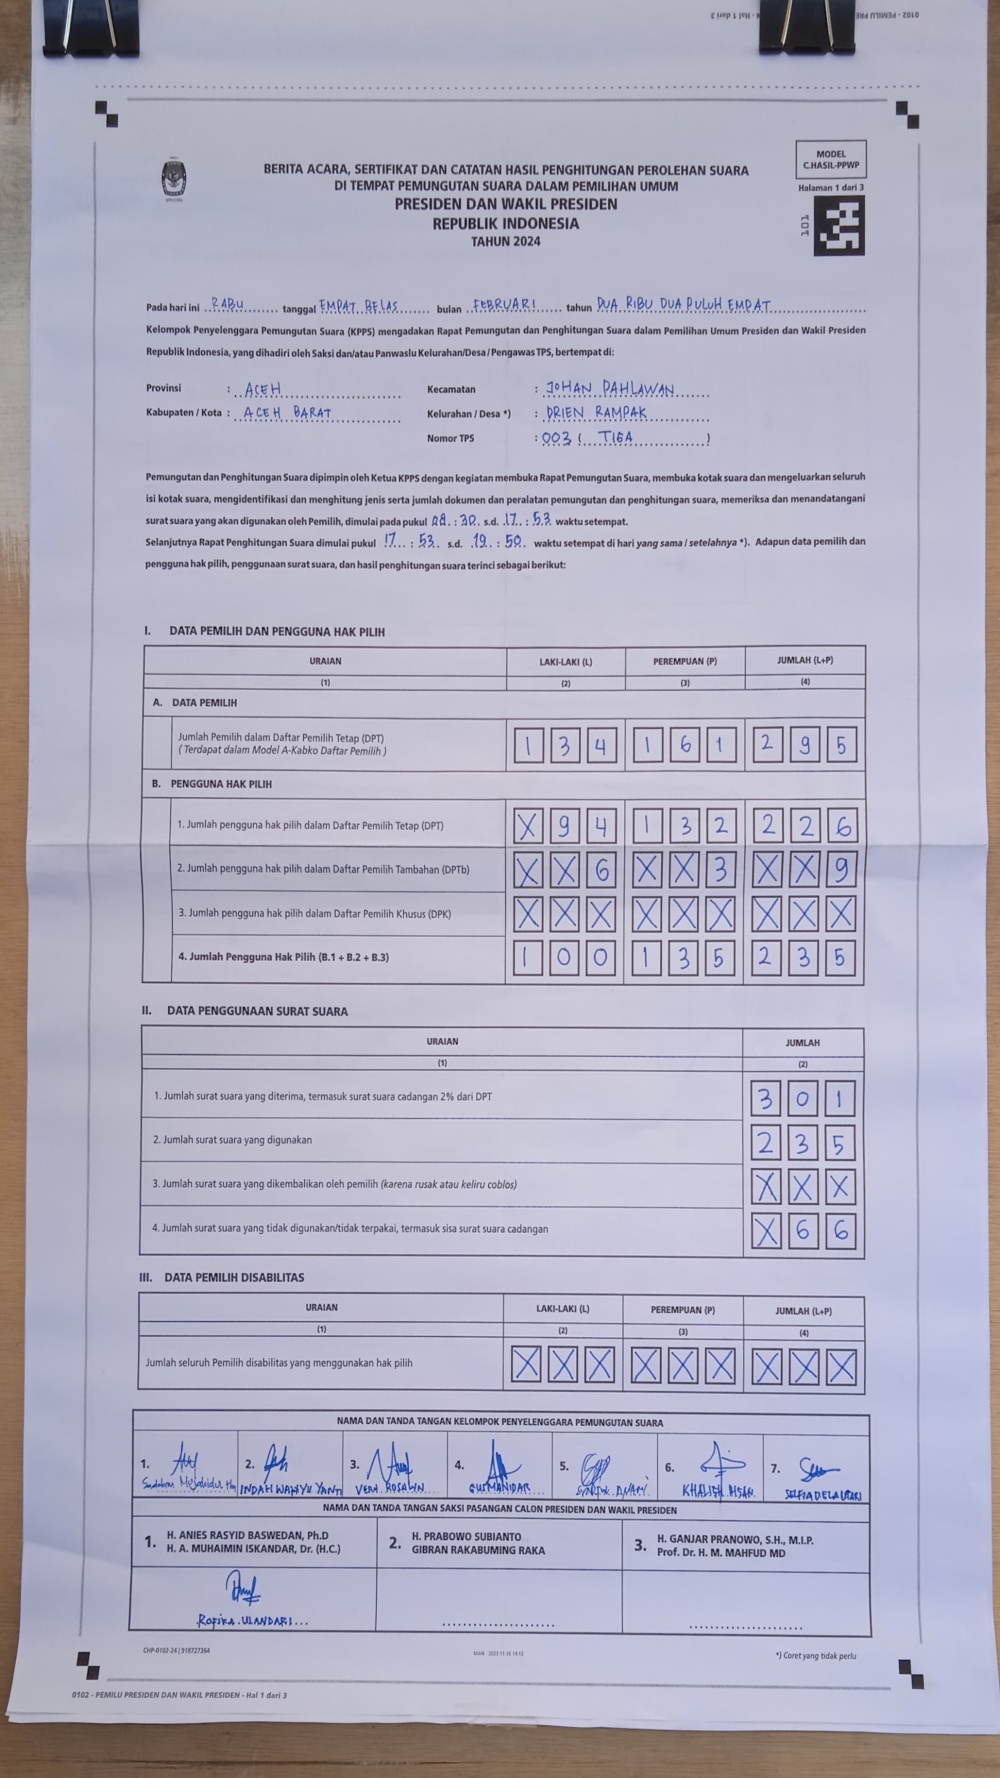 0102 - PEMILU PRE
- Hal 1 dari 3
MODEL
C.HASIL-PPWP
Halaman 1 dari 3
101
BERITA ACARA, SERTIFIKAT DAN CATATAN HASIL PENGHITUNGAN PEROLEHAN SUARA
DI TEMPAT PEMUNGUTAN SUARA DALAM PEMILIHAN UMUM
PRESIDEN DAN WAKIL PRESIDEN
REPUBLIK INDONESIA
TAHUN 2024
Pada hari ini RABU tanggal EMPAT BELAS bulan FEBRUARI tahun DUA RIBU DUA PULUH EMPAT
Kelompok Penyelenggara Pemungutan Suara (KPPS) mengadakan Rapat Pemungutan dan Penghitungan Suara dalam Pemilihan Umum Presiden dan Wakil Presiden
Republik Indonesia, yang dihadiri oleh Saksi dan/atau Panwaslu Kelurahan/Desa / Pengawas TPS, bertempat di:
Provinsi : ACEH Kecamatan : JOHAN PAHLAWAN
Kabupaten / Kota : ACEH BARAT Kelurahan / Desa *) : DRIEN RAMPAK
Nomor TPS : 003 ( TIGA )
Pemungutan dan Penghitungan Suara dipimpin oleh Ketua KPPS dengan kegiatan membuka Rapat Pemungutan Suara, membuka kotak suara dan mengeluarkan seluruh
isi kotak suara, mengidentifikasi dan menghitung jenis serta jumlah dokumen dan peralatan pemungutan dan penghitungan suara, memeriksa dan menandatangani
surat suara yang akan digunakan oleh Pemilih, dimulai pada pukul 08 : 30 s.d. 17 : 53 waktu setempat.
Selanjutnya Rapat Penghitungan Suara dimulai pukul 17 : 53 s.d. 19 : 50 waktu setempat di hari yang sama / setelahnya *). Adapun data pemilih dan
pengguna hak pilih, penggunaan surat suara, dan hasil penghitungan suara terinci sebagai berikut:
I. DATA PEMILIH DAN PENGGUNA HAK PILIH
URAIAN LAKI-LAKI (L) PEREMPUAN (P) JUMLAH (L+P)
(1) (2) (3) (4)
A. DATA PEMILIH
Jumlah Pemilih dalam Daftar Pemilih Tetap (DPT)
( Terdapat dalam Model A-Kabko Daftar Pemilih ) 1 3 4 1 6 1 2 9 5
B. PENGGUNA HAK PILIH
1. Jumlah pengguna hak pilih dalam Daftar Pemilih Tetap (DPT) X 9 4 1 3 2 2 2 6
2. Jumlah pengguna hak pilih dalam Daftar Pemilih Tambahan (DPTb) X X 6 X X 3 X X 9
3. Jumlah pengguna hak pilih dalam Daftar Pemilih Khusus (DPK) X X X X X X X X X
4. Jumlah Pengguna Hak Pilih (B.1 + B.2 + B.3) 1 0 0 1 3 5 2 3 5
II. DATA PENGGUNAAN SURAT SUARA
URAIAN JUMLAH
(1) (2)
1. Jumlah surat suara yang diterima, termasuk surat suara cadangan 2% dari DPT 3 0 1
2. Jumlah surat suara yang digunakan 2 3 5
3. Jumlah surat suara yang dikembalikan oleh pemilih (karena rusak atau keliru coblos) X X X
4. Jumlah surat suara yang tidak digunakan/tidak terpakai, termasuk sisa surat suara cadangan X 6 6
III. DATA PEMILIH DISABILITAS
URAIAN LAKI-LAKI (L) PEREMPUAN (P) JUMLAH (L+P)
(1) (2) (3) (4)
Jumlah seluruh Pemilih disabilitas yang menggunakan hak pilih X X X X X X X X X
NAMA DAN TANDA TANGAN KELOMPOK PENYELENGGARA PEMUNGUTAN SUARA
1. 2. 3. 4. 5. 6. 7.
INDAH WAHYU YANTI GUSMANIDAR
NAMA DAN TANDA TANGAN SAKSI PASANGAN CALON PRESIDEN DAN WAKIL PRESIDEN
1. H. ANIES RASYID BASWEDAN, Ph.D
H. A. MUHAIMIN ISKANDAR, Dr. (H.C.)
2. H. PRABOWO SUBIANTO
GIBRAN RAKABUMING RAKA
3. H. GANJAR PRANOWO, S.H., M.I.P.
Prof. Dr. H. M. MAHFUD MD
ROFIKA ULANDARI
CHP-0102-24 | 918727364
*) Coret yang tidak perlu
0102 - PEMILU PRESIDEN DAN WAKIL PRESIDEN - Hal 1 dari 3